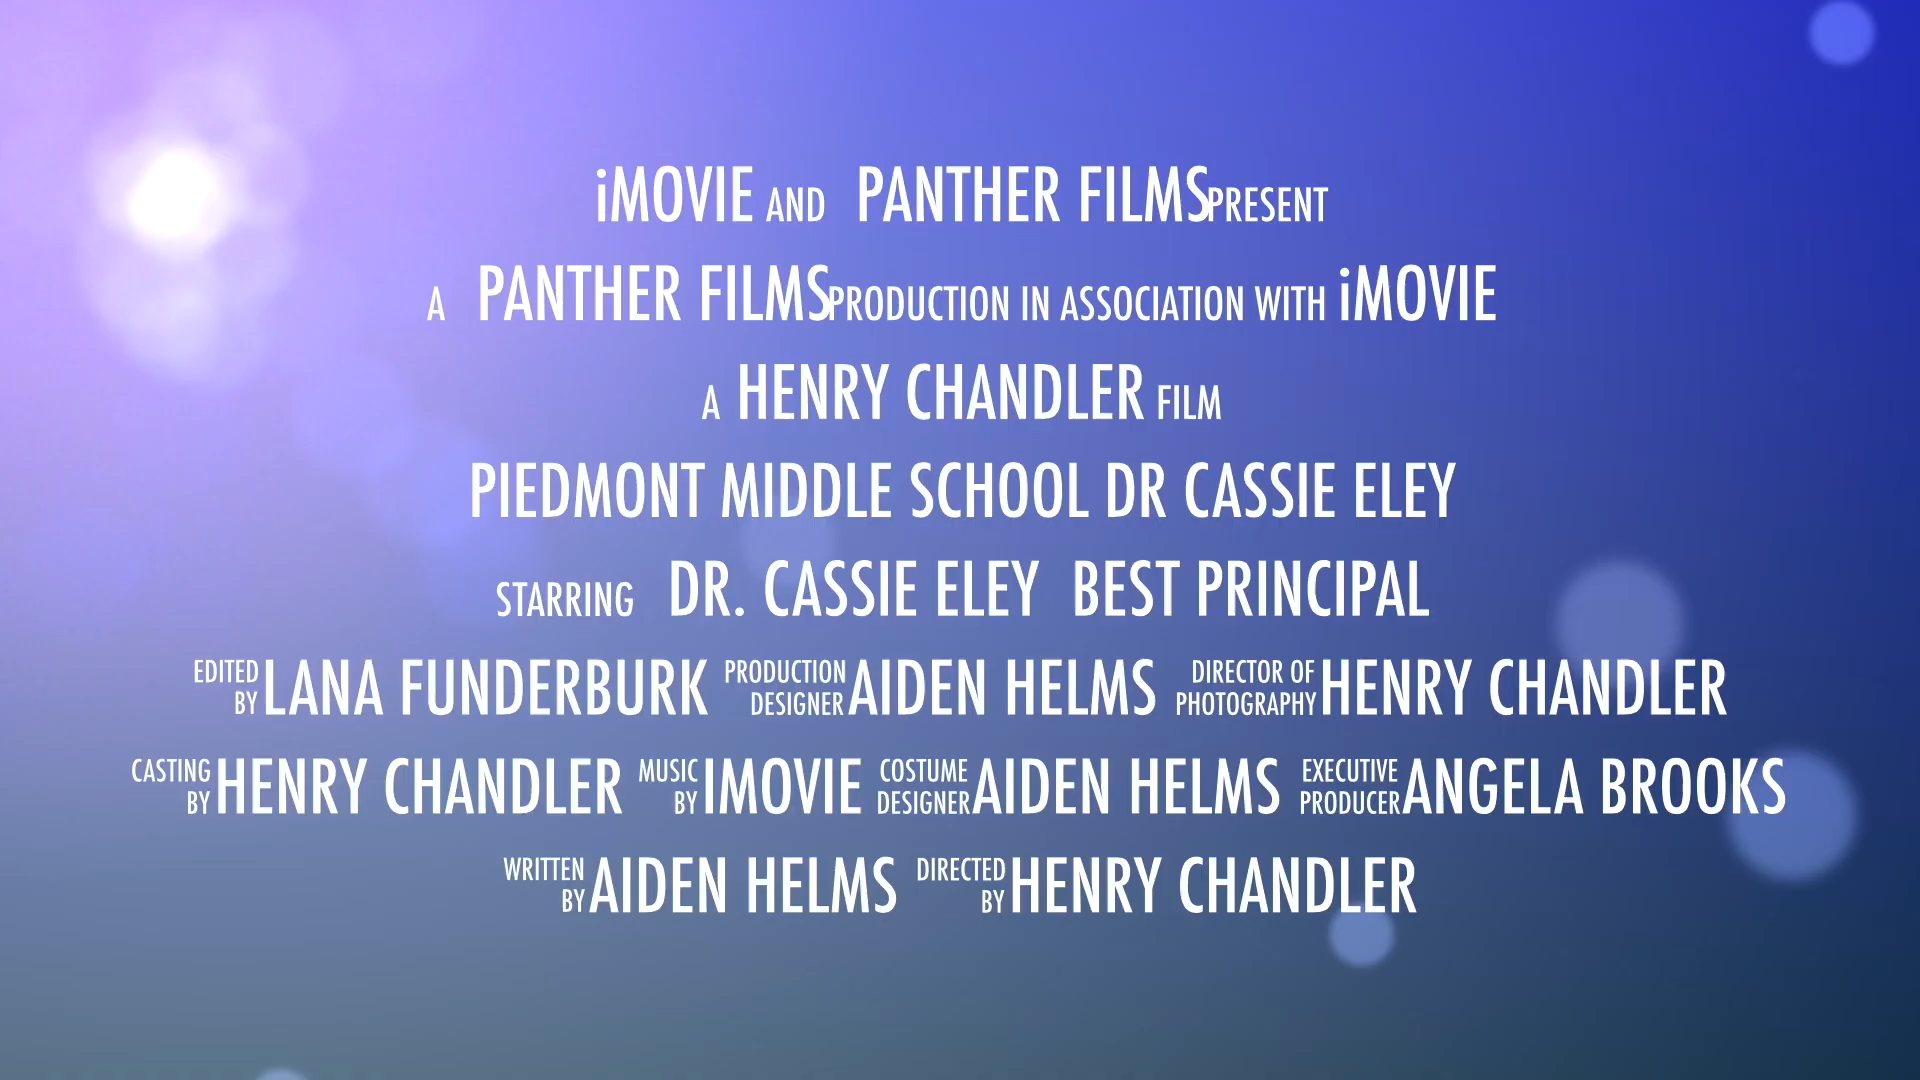 iMOVIE AND PANTHER FILMS PRESENT
A PANTHER FILMS PRODUCTION IN ASSOCIATION WITH iMOVIE
A HENRY CHANDLER FILM
PIEDMONT MIDDLE SCHOOL DR CASSIE ELEY
STARRING DR. CASSIE ELEY BEST PRINCIPAL
EDITED BY LANA FUNDERBURK PRODUCTION DESIGNER AIDEN HELMS DIRECTOR OF PHOTOGRAPHY HENRY CHANDLER
CASTING BY HENRY CHANDLER MUSIC BY IMOVIE COSTUME DESIGNER AIDEN HELMS EXECUTIVE PRODUCER ANGELA BROOKS
WRITTEN BY AIDEN HELMS DIRECTED BY HENRY CHANDLER